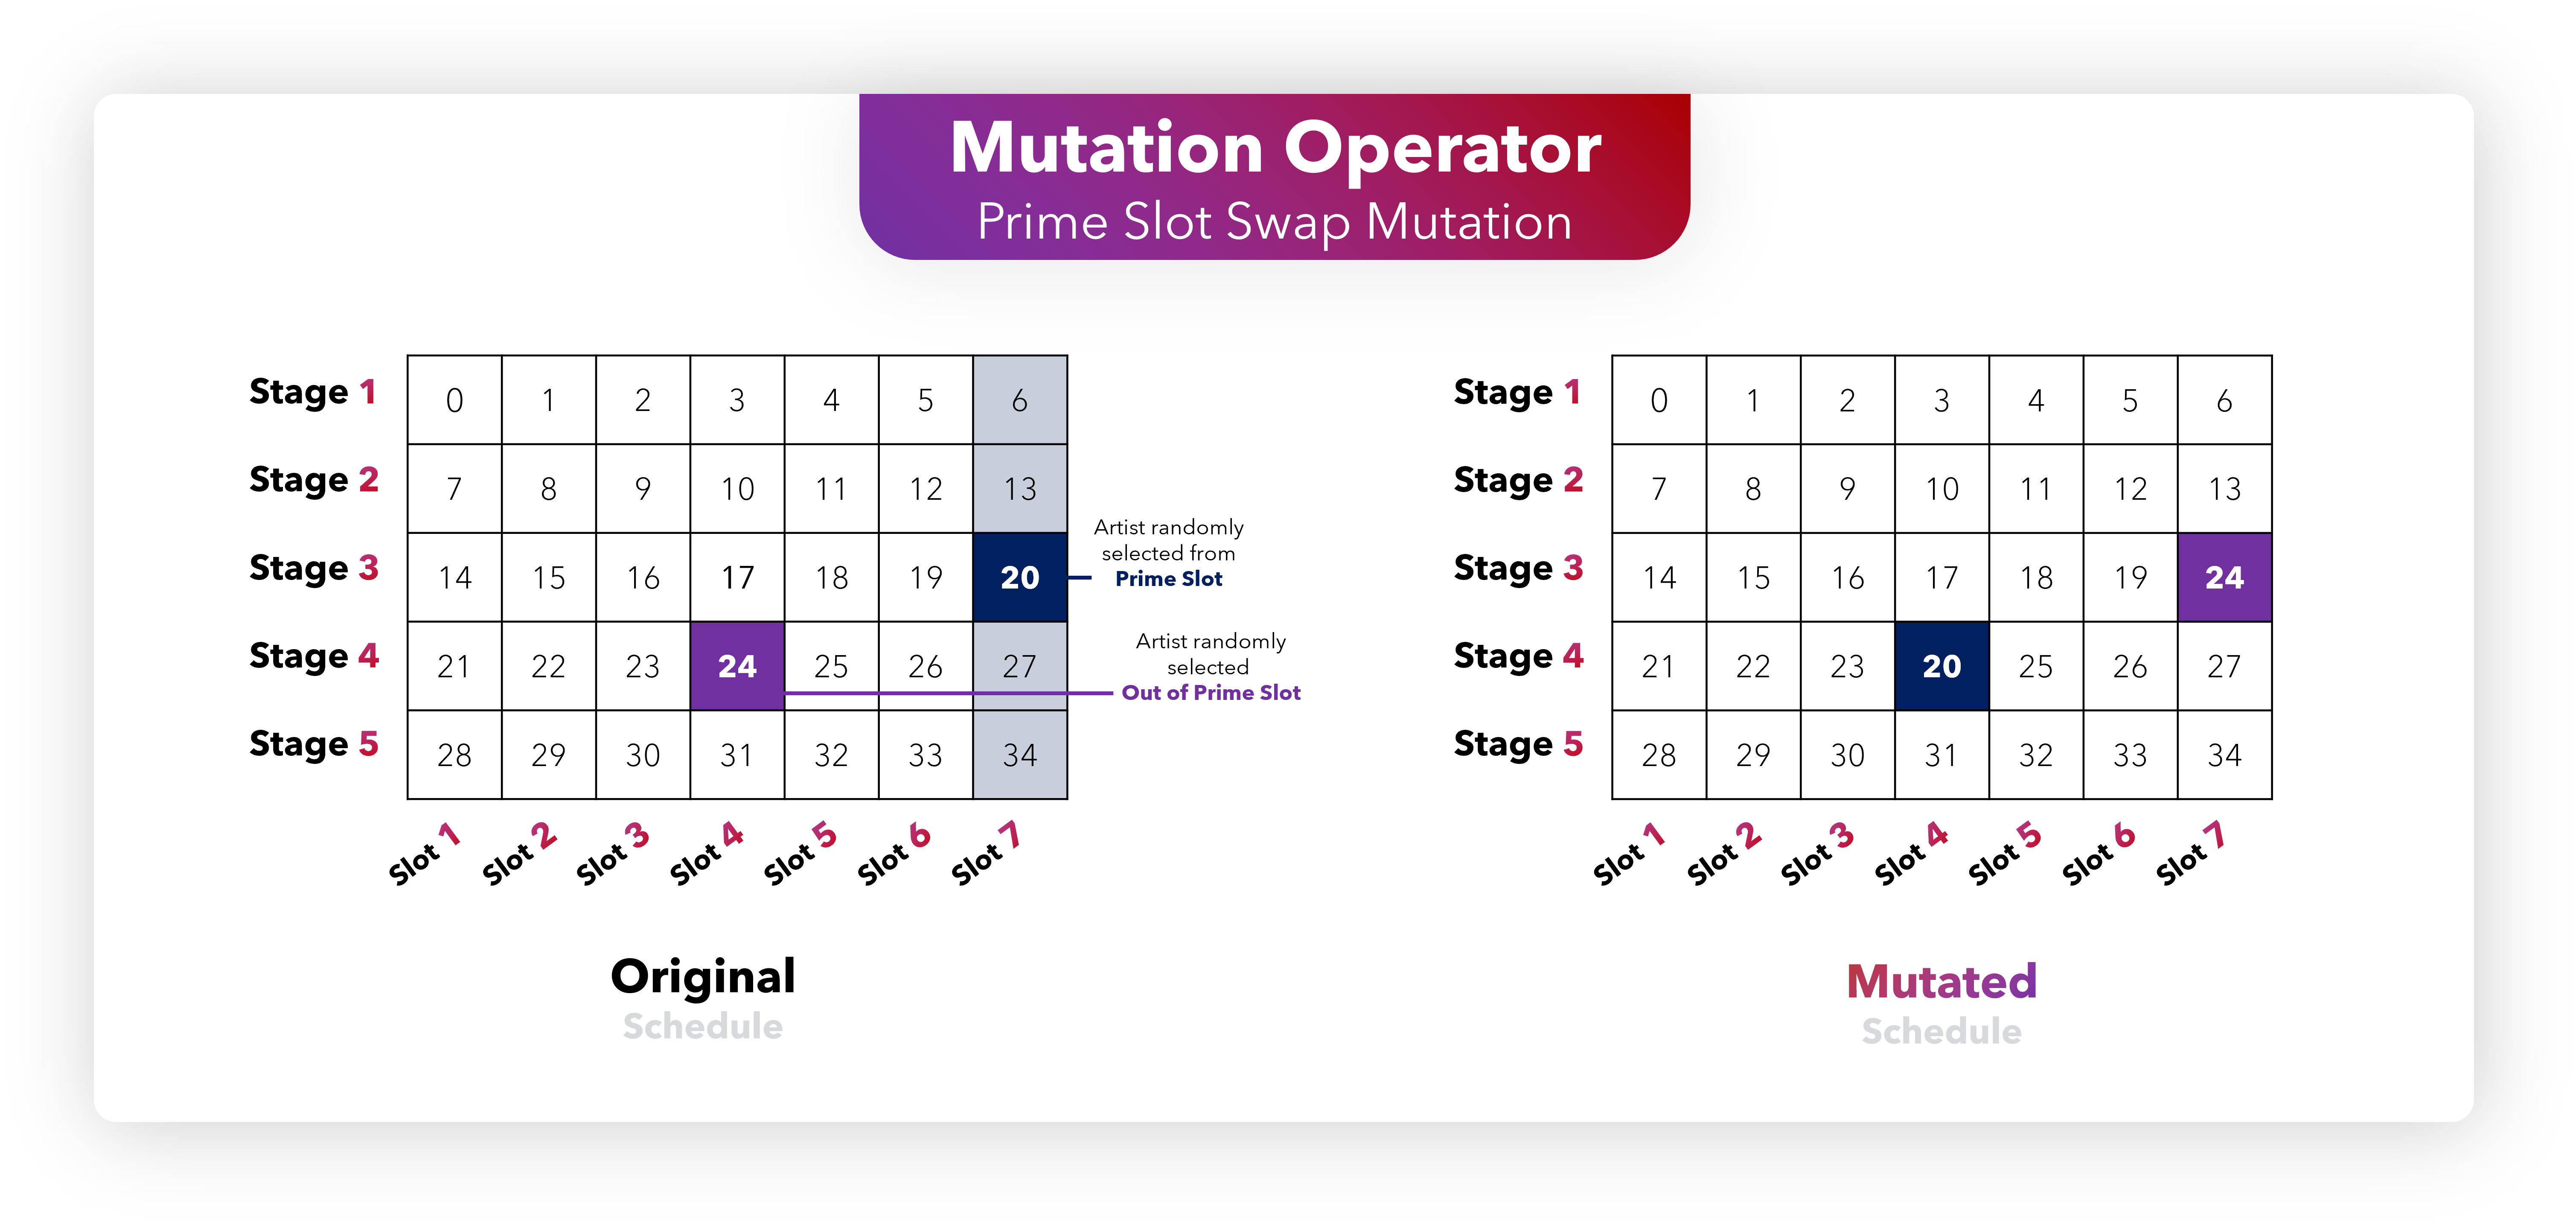 Mutation Operator
Prime Slot Swap Mutation
Stage 1 0 1 2 3 4 5 6
Stage 2 7 8 9 10 11 12 13
Stage 3 14 15 16 17 18 19 20
Stage 4 21 22 23 24 25 26 27
Stage 5 28 29 30 31 32 33 34
Slot 1 Slot 2 Slot 3 Slot 4 Slot 5 Slot 6 Slot 7
Artist randomly
selected from
Prime Slot
Artist randomly
selected
Out of Prime Slot
Original
Schedule
Stage 1 0 1 2 3 4 5 6
Stage 2 7 8 9 10 11 12 13
Stage 3 14 15 16 17 18 19 24
Stage 4 21 22 23 20 25 26 27
Stage 5 28 29 30 31 32 33 34
Slot 1 Slot 2 Slot 3 Slot 4 Slot 5 Slot 6 Slot 7
Mutated
Schedule